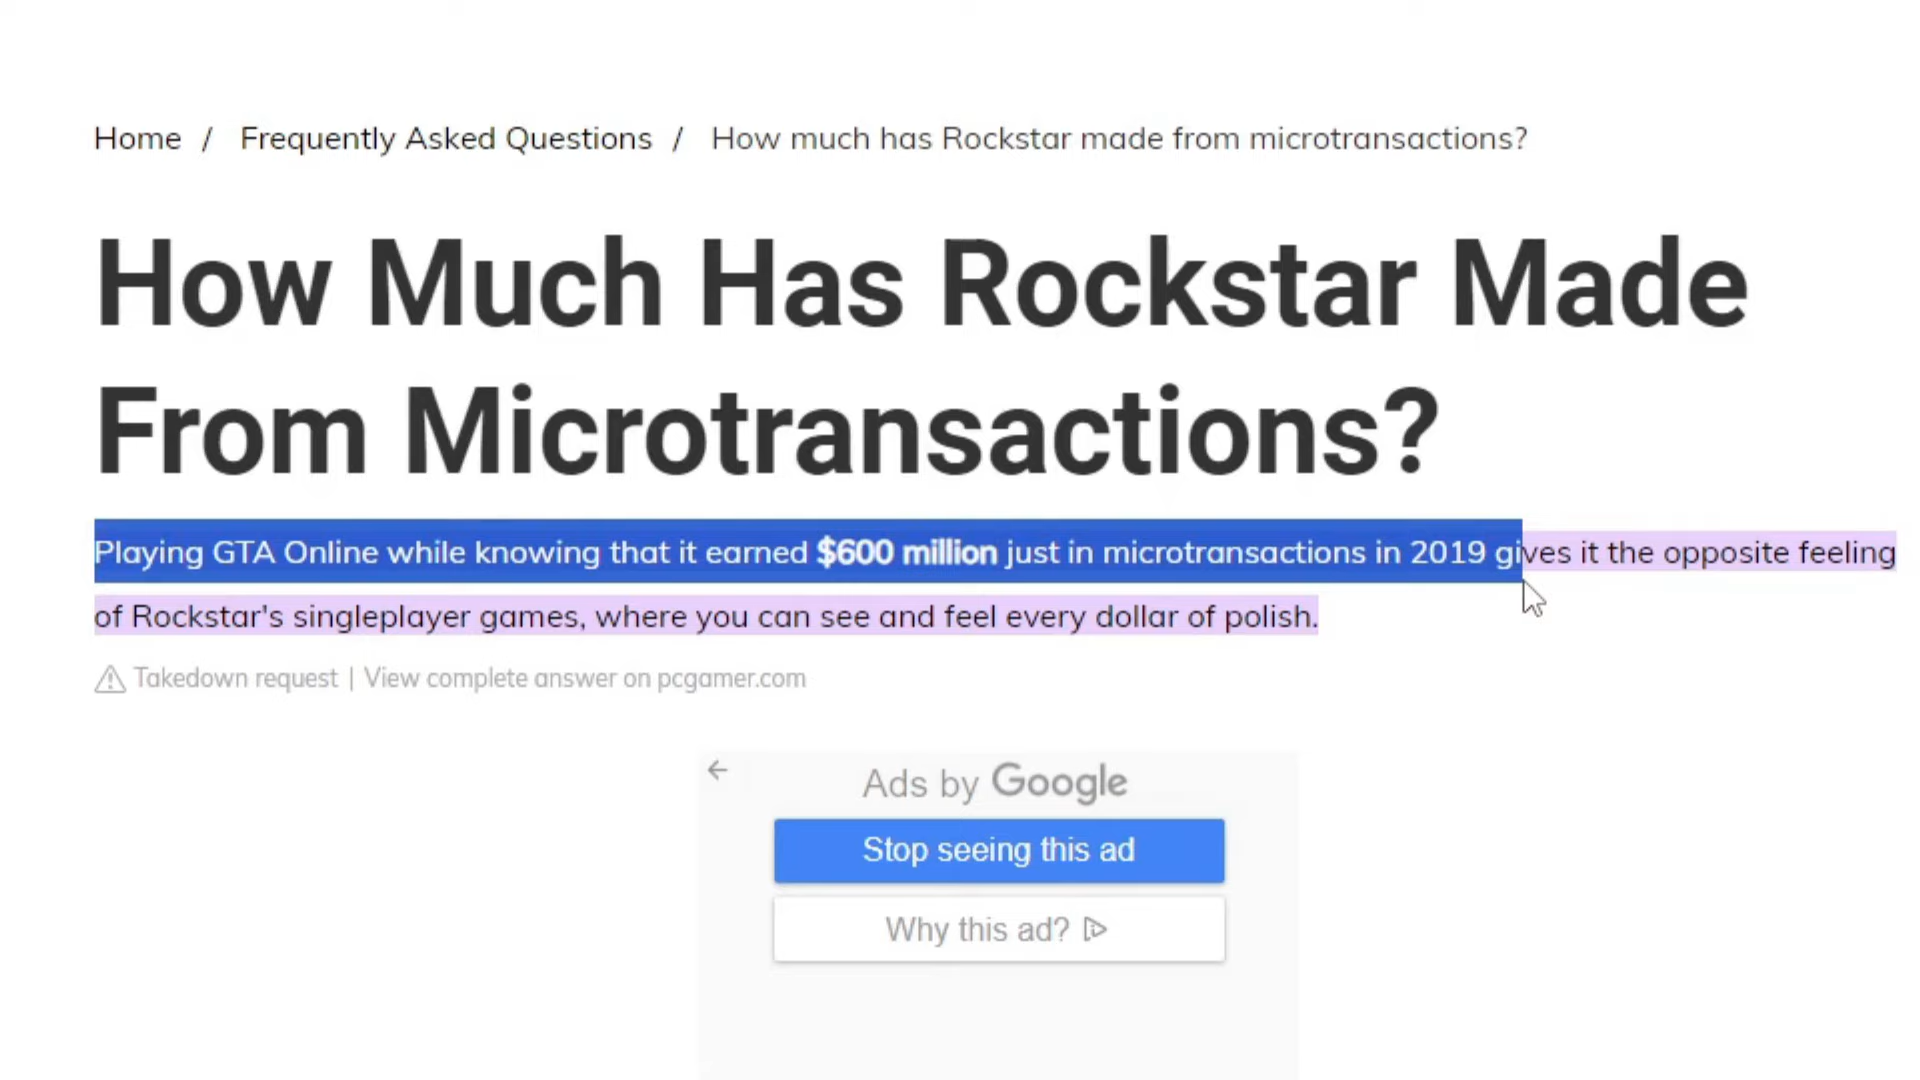 Home / Frequently Asked Questions / How much has Rockstar made from microtransactions?
How Much Has Rockstar Made
From Microtransactions?
Playing GTA Online while knowing that it earned $600 million just in microtransactions in 2019 gives it the opposite feeling
of Rockstar's singleplayer games, where you can see and feel every dollar of polish.
Takedown request | View complete answer on pcgamer.com
Ads by Google
Stop seeing this ad
Why this ad?